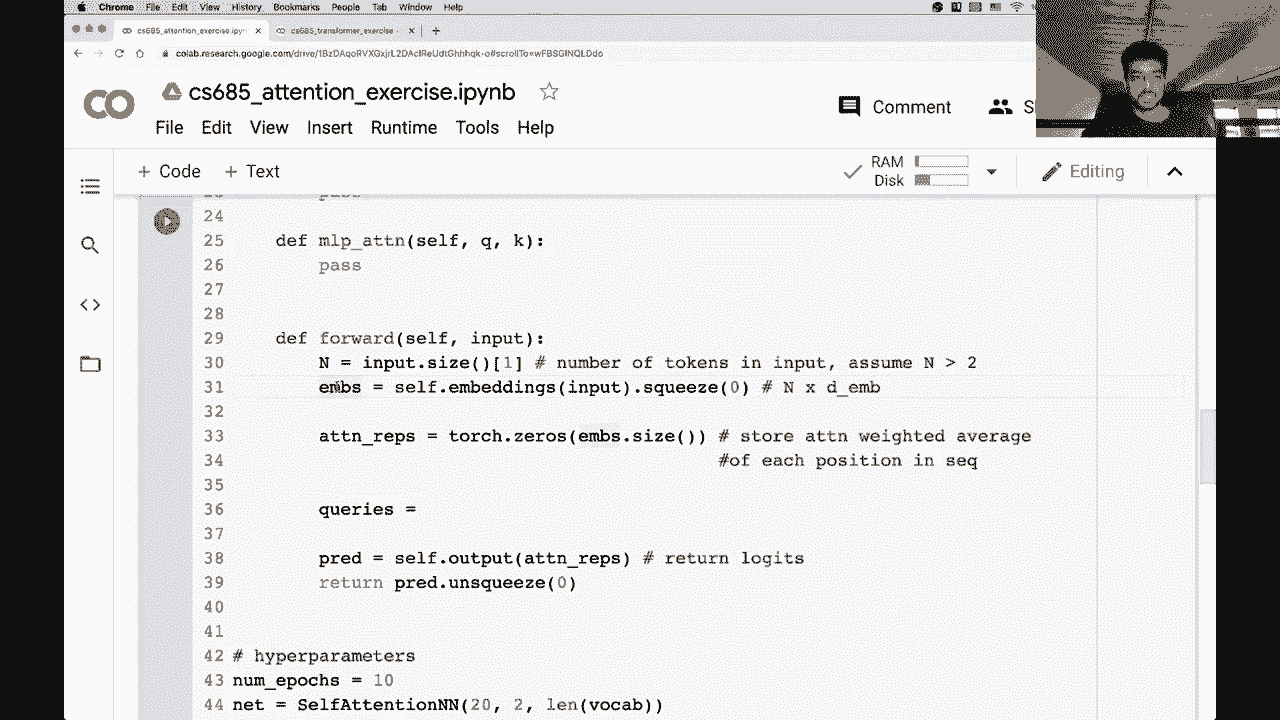 Chrome File Edit View History Bookmarks People Tab Window Help
cs685_attention_exercise.ipyn
cs685_transformer_exercise
colab.research.google.com/drive/
CO
cs685_attention_exercise.ipynb
Comment
S
File Edit View Insert Runtime Tools Help
+ Code + Text
RAM
Disk
Editing
24
25 def mlp_attn(self, q, k):
26 pass
27
28
29 def forward(self, input):
30 N = input.size()[1] # number of tokens in input, assume N > 2
31 embs = self.embeddings(input).squeeze(0) # N x d_emb
32
33 attn_reps = torch.zeros(embs.size()) # store attn weighted average
34 #of each position in seq
35
36 queries =
37
38 pred = self.output(attn_reps) # return logits
39 return pred.unsqueeze(0)
40
41
42 # hyperparameters
43 num_epochs = 10
44 net = SelfAttentionNN(20, 2, len(vocab))